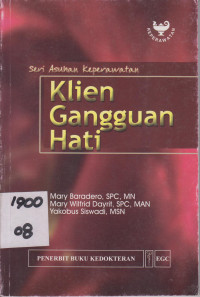 KEPERAWATAN
Seri Asuhan Keperawatan
Klien
Gangguan
Hati
Mary Baradero, SPC, MN
Mary Wilfrid Dayrit, SPC, MAN
Yakobus Siswadi, MSN
1900
08
PENERBIT BUKU KEDOKTERAN EGC